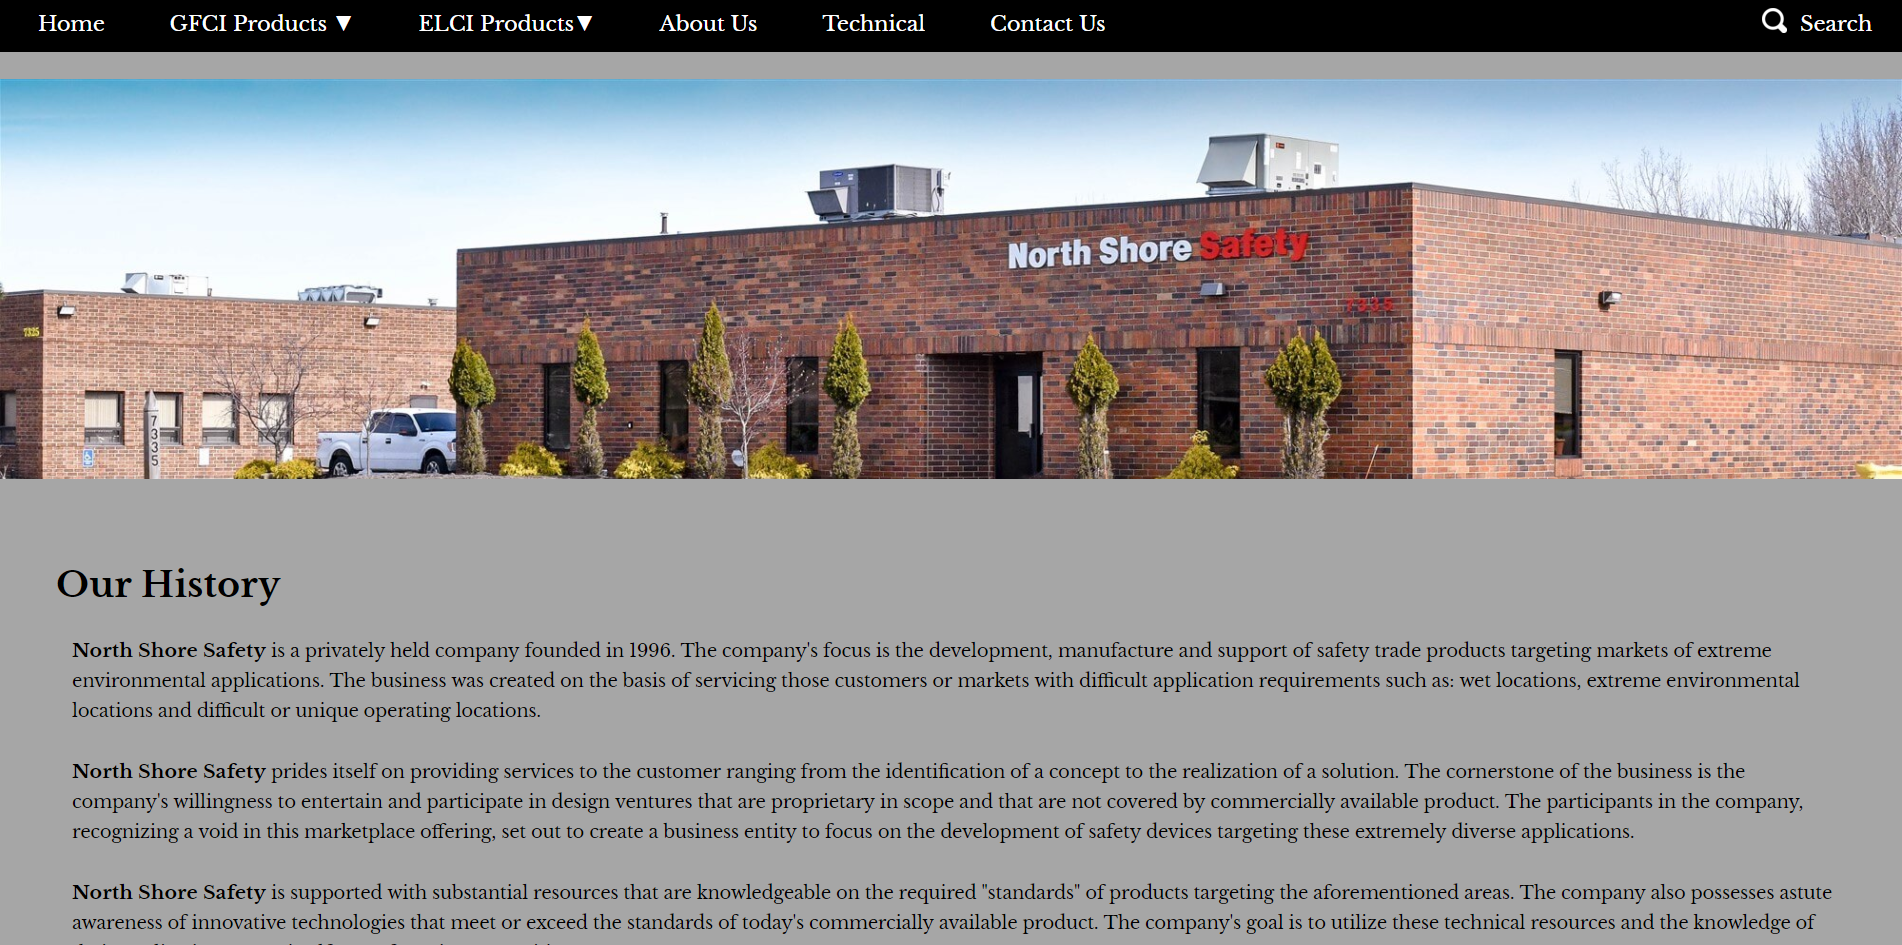 Home GFCI Products ▼ ELCI Products▼ About Us Technical Contact Us Search
North Shore Safety
7335
7335
7335
Our History
North Shore Safety is a privately held company founded in 1996. The company's focus is the development, manufacture and support of safety trade products targeting markets of extreme
environmental applications. The business was created on the basis of servicing those customers or markets with difficult application requirements such as: wet locations, extreme environmental
locations and difficult or unique operating locations.
North Shore Safety prides itself on providing services to the customer ranging from the identification of a concept to the realization of a solution. The cornerstone of the business is the
company's willingness to entertain and participate in design ventures that are proprietary in scope and that are not covered by commercially available product. The participants in the company,
recognizing a void in this marketplace offering, set out to create a business entity to focus on the development of safety devices targeting these extremely diverse applications.
North Shore Safety is supported with substantial resources that are knowledgeable on the required "standards" of products targeting the aforementioned areas. The company also possesses astute
awareness of innovative technologies that meet or exceed the standards of today's commercially available product. The company's goal is to utilize these technical resources and the knowledge of